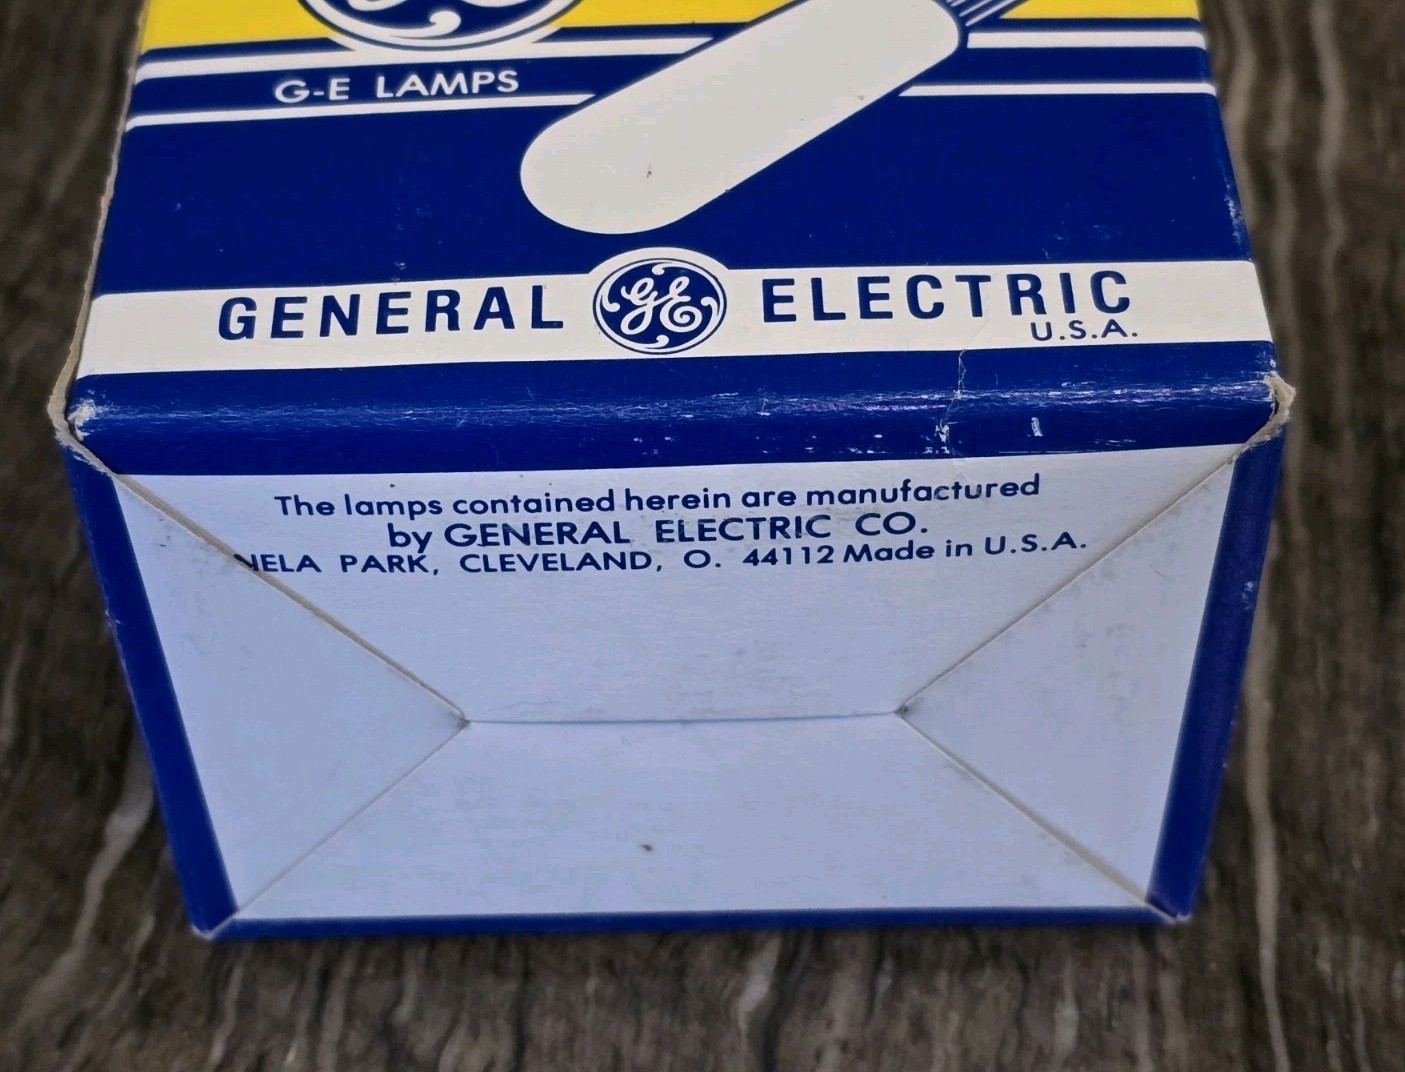 G-E LAMPS
GENERAL GE ELECTRIC
U.S.A.
The lamps contained herein are manufactured
by GENERAL ELECTRIC CO.
NELA PARK, CLEVELAND, O. 44112 Made in U.S.A.